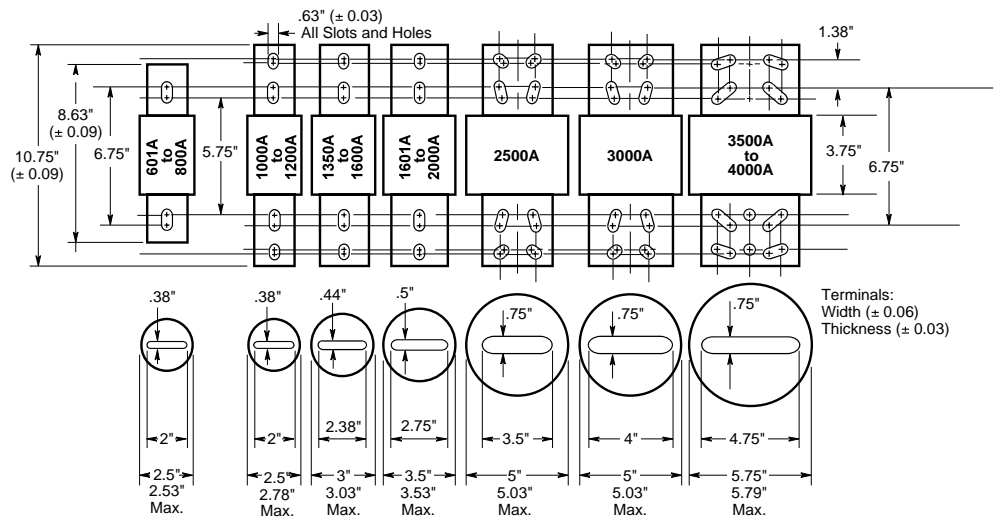 .63" (± 0.03)
All Slots and Holes
1.38"
8.63"
(± 0.09)
10.75"
(± 0.09)
6.75"
5.75"
601A
to
800A
1000A
to
1200A
1350A
to
1600A
1601A
to
2000A
2500A
3000A
3500A
to
4000A
3.75"
6.75"
.38"
.38"
.44"
.5"
.75"
.75"
.75"
Terminals:
Width (± 0.06)
Thickness (± 0.03)
2"
2"
2.38"
2.75"
3.5"
4"
4.75"
2.5"
2.53"
Max.
2.5"
2.78"
Max.
3"
3.03"
Max.
3.5"
3.53"
Max.
5"
5.03"
Max.
5"
5.03"
Max.
5.75"
5.79"
Max.